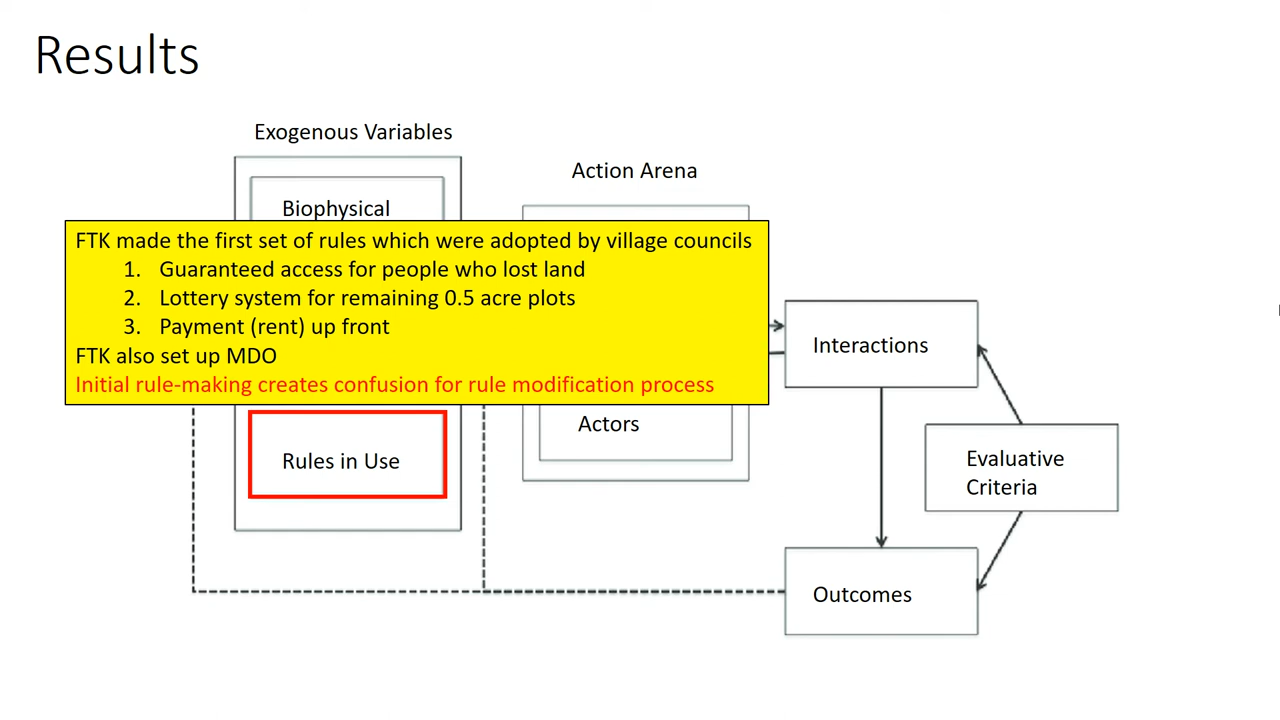 Results
Exogenous Variables
Action Arena
Biophysical
FTK made the first set of rules which were adopted by village councils
1. Guaranteed access for people who lost land
2. Lottery system for remaining 0.5 acre plots
3. Payment (rent) up front
FTK also set up MDO
Initial rule-making creates confusion for rule modification process
Interactions
Actors
Rules in Use
Evaluative
Criteria
Outcomes